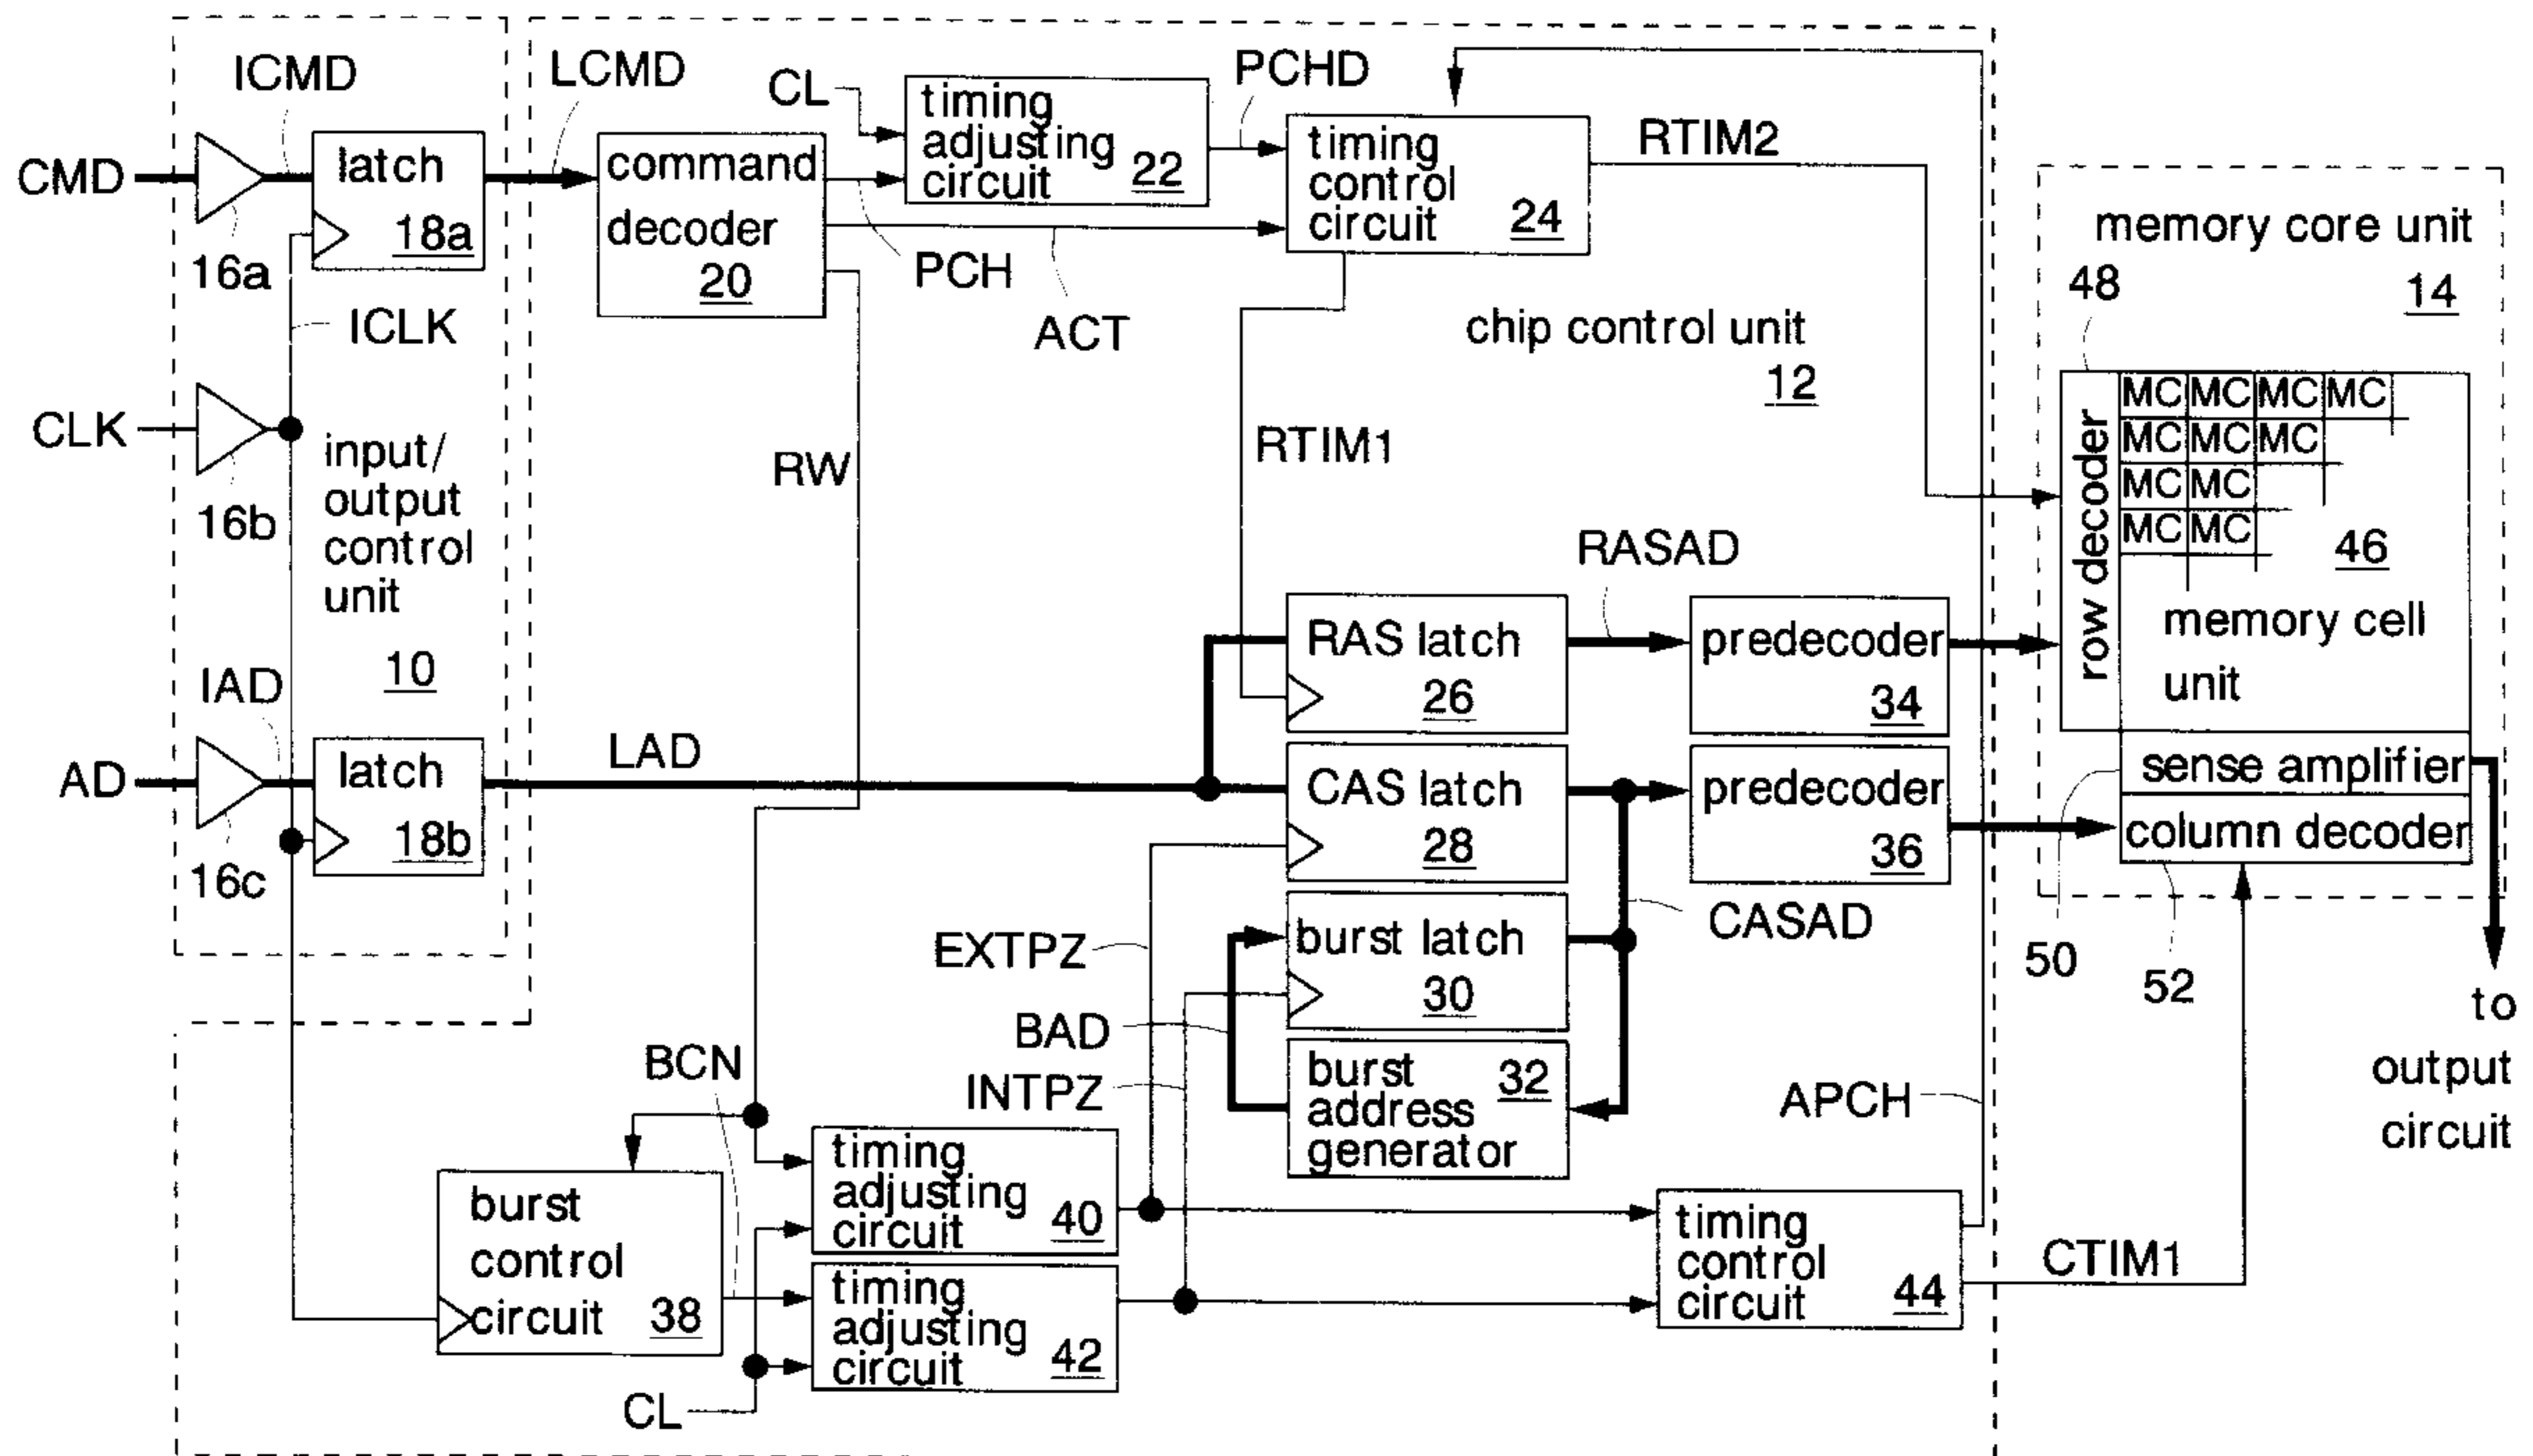 ICMD
LCMD
CL
timing
adjusting
circuit 22
PCHD
CMD
latch
18a
16a
command
decoder
20
PCH
ACT
timing
control
circuit 24
RTIM2
memory core unit
14
48
ICLK
chip control unit
12
CLK
16b
input/
output
control
unit
10
RW
RTIM1
row decoder
MC MC MC MC
MC MC MC
MC MC
MC MC
46
memory cell
unit
RASAD
RAS latch
26
predecoder
34
IAD
AD
16c
latch
18b
LAD
CAS latch
28
predecoder
36
sense amplifier
column decoder
50
52
to
output
circuit
EXTPZ
burst latch
30
CASAD
BAD
INTPZ
burst 32
address
generator
APCH
BCN
burst
control
circuit 38
timing
adjusting
circuit 40
timing
adjusting
circuit 42
CL
timing
control
circuit 44
CTIM1